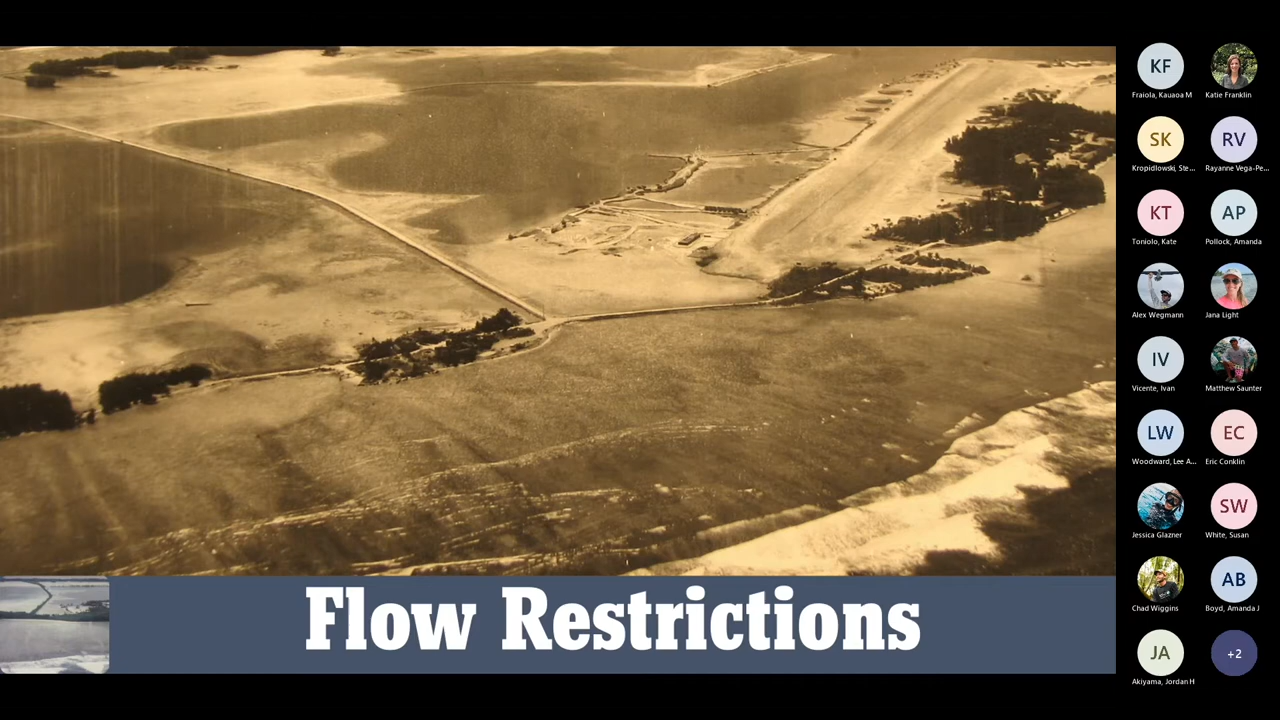 Flow Restrictions
KF
Fraiola, Kauaoa M
Katie Franklin
SK
Kropidlowski, Ste...
RV
Rayanne Vega-Pe...
KT
Toniolo, Kate
AP
Pollock, Amanda
Alex Wegmann
Jana Light
IV
Vicente, Ivan
Matthew Saunter
LW
Woodward, Lee A...
EC
Eric Conklin
Jessica Glazner
SW
White, Susan
Chad Wiggins
AB
Boyd, Amanda J
JA
Akiyama, Jordan H
+2